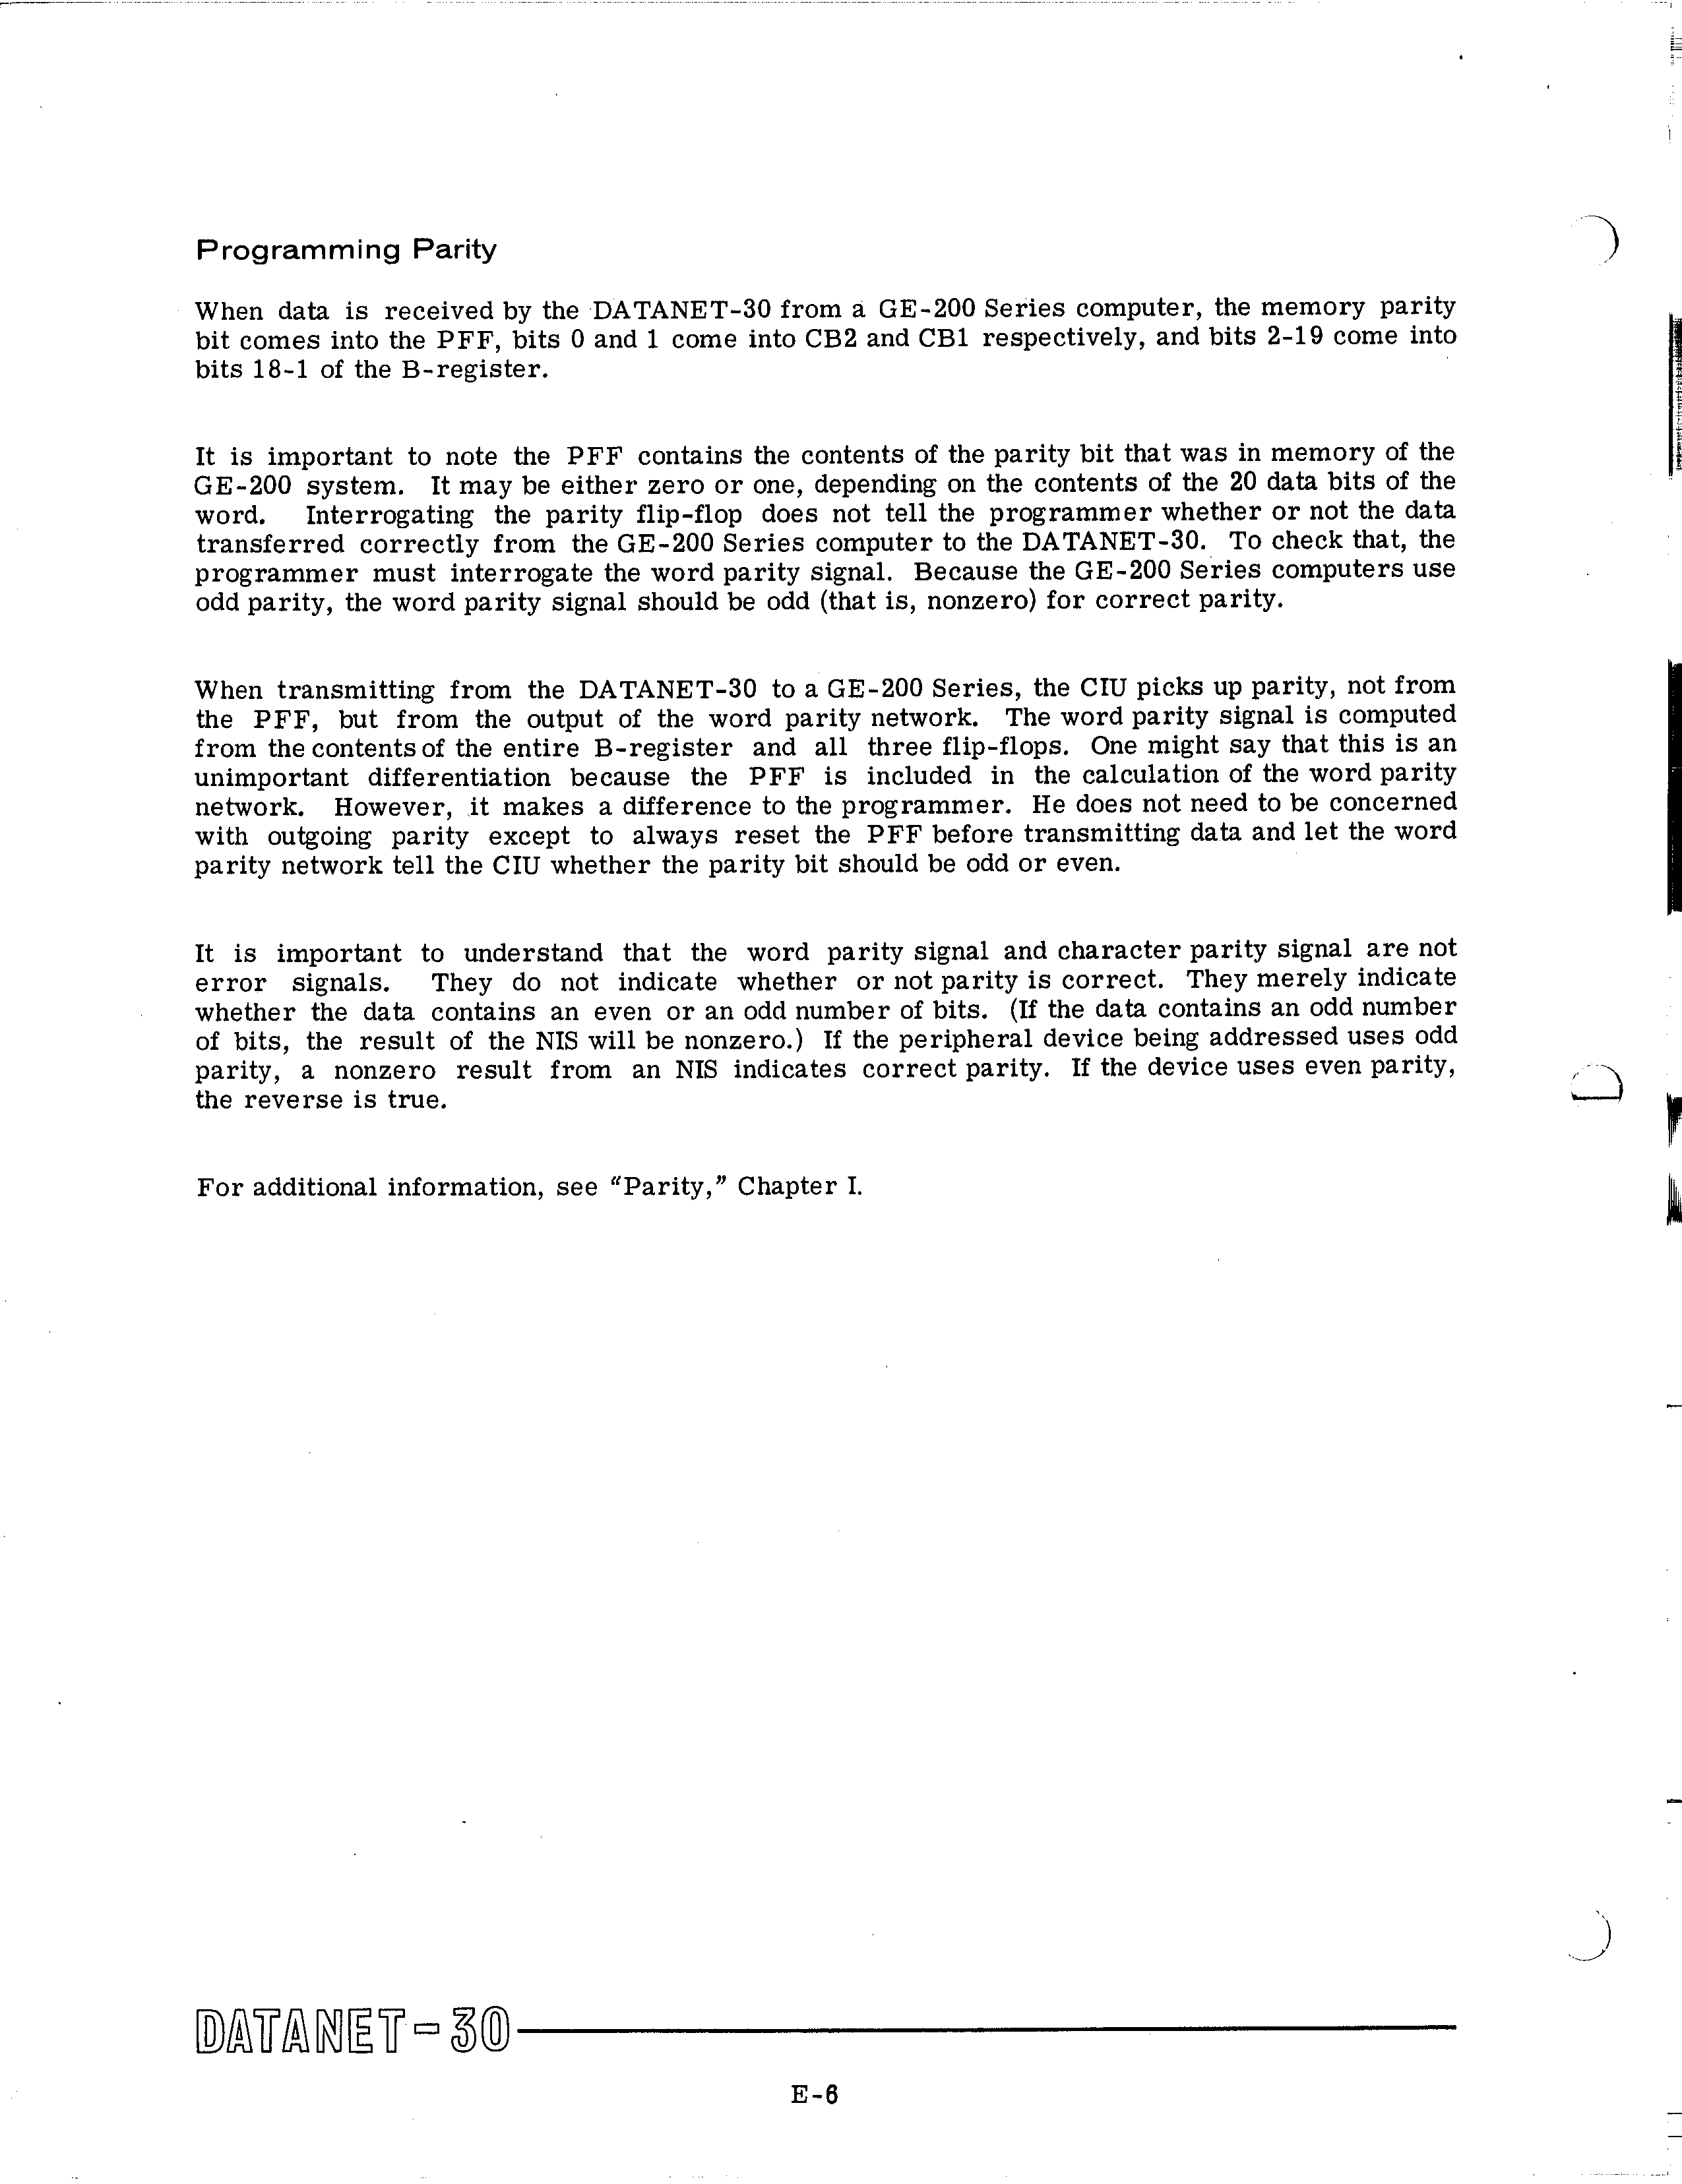 Programming Parity
When data is received by the DATANET-30 from a GE-200 Series computer, the memory parity
bit comes into the PFF, bits 0 and 1 come into CB2 and CB1 respectively, and bits 2-19 come into
bits 18-1 of the B-register.
It is important to note the PFF contains the contents of the parity bit that was in memory of the
GE-200 system. It may be either zero or one, depending on the contents of the 20 data bits of the
word. Interrogating the parity flip-flop does not tell the programmer whether or not the data
transferred correctly from the GE-200 Series computer to the DATANET-30. To check that, the
programmer must interrogate the word parity signal. Because the GE-200 Series computers use
odd parity, the word parity signal should be odd (that is, nonzero) for correct parity.
When transmitting from the DATANET-30 to a GE-200 Series, the CIU picks up parity, not from
the PFF, but from the output of the word parity network. The word parity signal is computed
from the contents of the entire B-register and all three flip-flops. One might say that this is an
unimportant differentiation because the PFF is included in the calculation of the word parity
network. However, it makes a difference to the programmer. He does not need to be concerned
with outgoing parity except to always reset the PFF before transmitting data and let the word
parity network tell the CIU whether the parity bit should be odd or even.
It is important to understand that the word parity signal and character parity signal are not
error signals. They do not indicate whether or not parity is correct. They merely indicate
whether the data contains an even or an odd number of bits. (If the data contains an odd number
of bits, the result of the NIS will be nonzero.) If the peripheral device being addressed uses odd
parity, a nonzero result from an NIS indicates correct parity. If the device uses even parity,
the reverse is true.
For additional information, see “Parity,” Chapter I.
DATANET-30
E-6